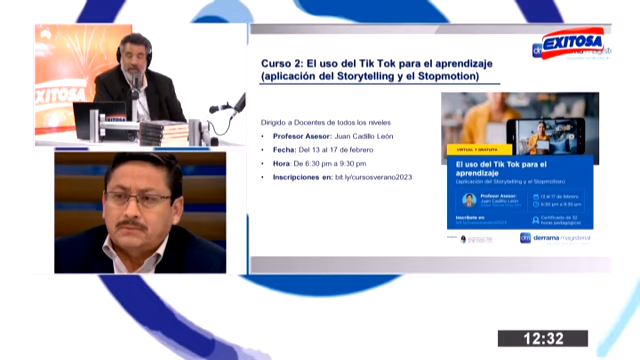 EXITOSA
Curso 2: El uso del Tik Tok para el aprendizaje
(aplicación del Storytelling y el Stopmotion)
EXITOSA
derrama magisterial
Dirigido a Docentes de todos los niveles
• Profesor Asesor: Juan Cadillo León
• Fecha: Del 13 al 17 de febrero
• Hora: De 6:30 pm a 9:30 pm
• Inscripciones en: bit.ly/cursosverano2023
VIRTUAL Y GRATUITA
El uso del Tik Tok para el
aprendizaje
(aplicación del Storytelling y el Stopmotion)
Profesor Asesor:
Juan Cadillo León
13 al 17 de febrero
6:30 pm a 9:30 pm
Inscríbete en:
Certificado de 32
horas pedagógicas
dm derrama magisterial
12:32